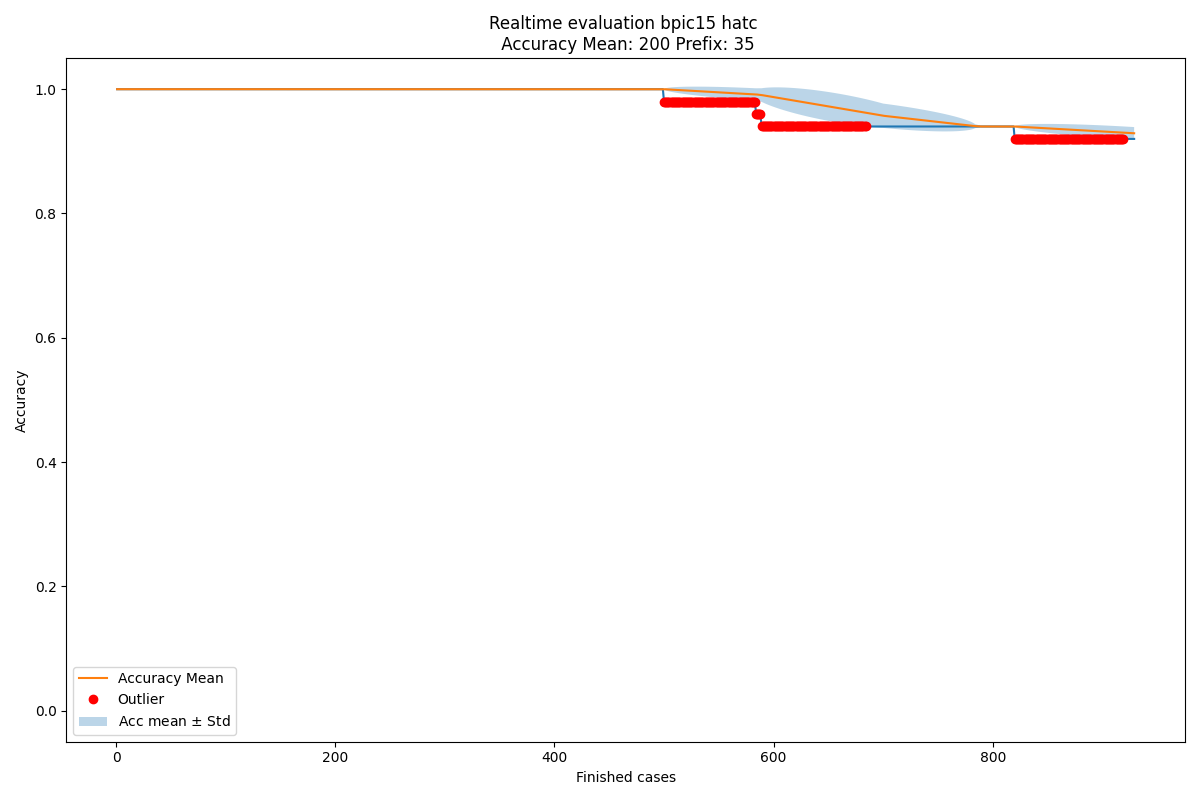 Realtime evaluation bpic15 hatc
Accuracy Mean: 200 Prefix: 35
1.0
0.8
0.6
0.4
0.2
0.0
Accuracy
Accuracy Mean
Outlier
Acc mean ± Std
0 200 400 600 800
Finished cases